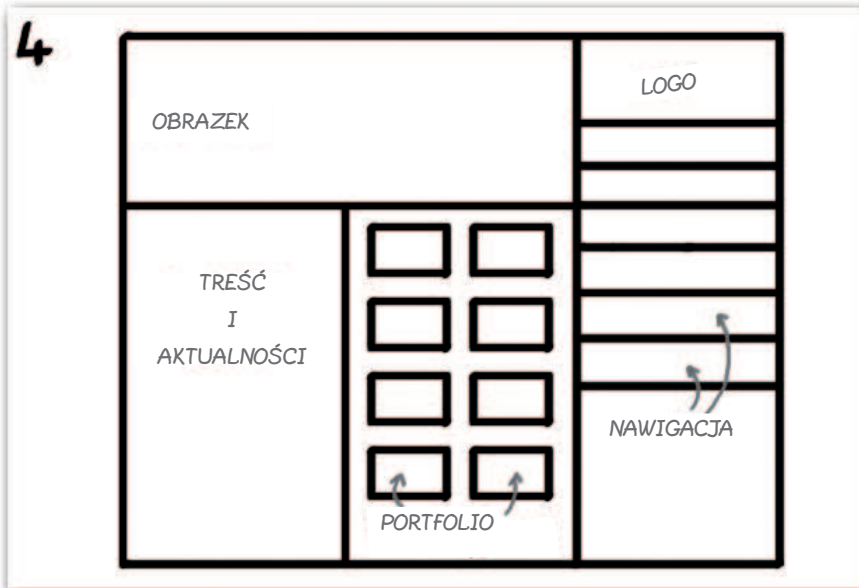 4
OBRAZEK
LOGO
TREŚĆ
I
AKTUALNOŚCI
NAWIGACJA
PORTFOLIO